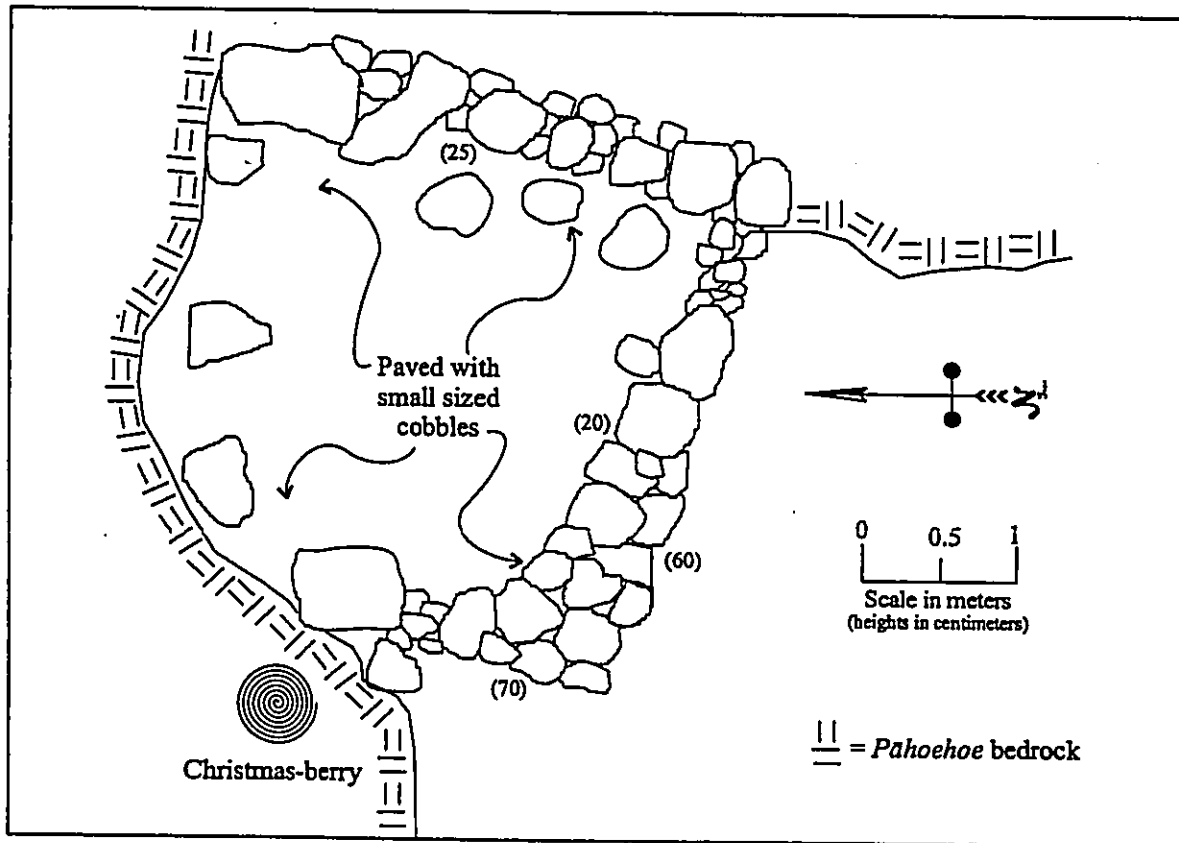 (25)
Paved with
small sized
cobbles
(20)
(60)
(70)
0 0.5 1
Scale in meters
(heights in centimeters)
Christmas-berry
= Pāhoehoe bedrock